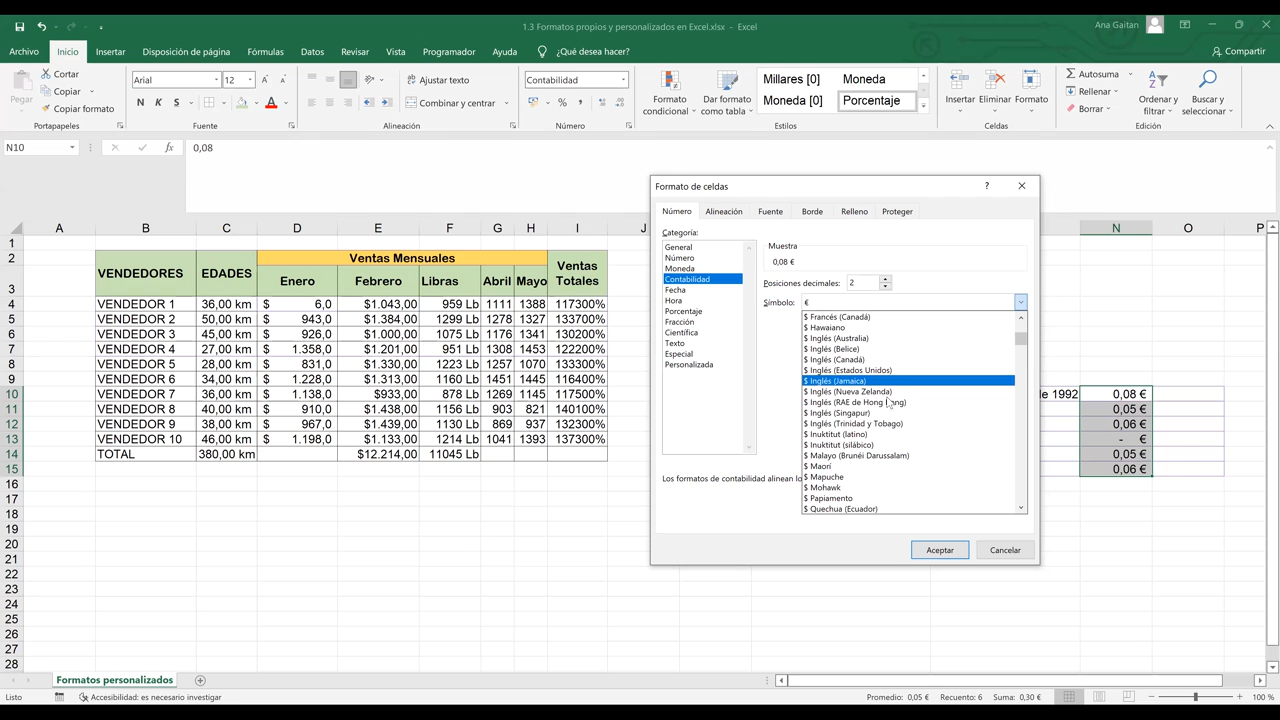 1.3 Formatos propios y personalizados en Excel.xlsx - Excel
Ana Gaitan
Archivo Inicio Insertar Disposición de página Fórmulas Datos Revisar Vista Programador Ayuda ¿Qué desea hacer? Compartir
Pegar
Cortar
Copiar
Copiar formato
Portapapeles
Arial 12
N K S
Fuente
Ajustar texto
Combinar y centrar
Alineación
Contabilidad
%
Número
Formato condicional
Dar formato como tabla
Millares [0] Moneda
Moneda [0] Porcentaje
Estilos
Insertar Eliminar Formato
Celdas
Autosuma
Rellenar
Borrar
Ordenar y filtrar
Buscar y seleccionar
Edición
N10 fx 0,08
A B C D E F G H I J N O P
1
2 Ventas Mensuales
3 VENDEDORES EDADES Enero Febrero Libras Abril Mayo Ventas Totales
4 VENDEDOR 1 36,00 km $ 6,0 $1.043,00 959 Lb 1111 1388 117300%
5 VENDEDOR 2 50,00 km $ 943,0 $1.384,00 1299 Lb 1278 1327 133700%
6 VENDEDOR 3 45,00 km $ 926,0 $1.000,00 1075 Lb 1176 1341 130200%
7 VENDEDOR 4 27,00 km $ 1.358,0 $1.201,00 951 Lb 1308 1453 122200%
8 VENDEDOR 5 28,00 km $ 831,0 $1.330,00 1223 Lb 1257 1070 133300%
9 VENDEDOR 6 34,00 km $ 1.228,0 $1.313,00 1160 Lb 1451 1445 116400%
10 VENDEDOR 7 36,00 km $ 1.138,0 $933,00 878 Lb 1269 1145 117500% de 1992 0,08 €
11 VENDEDOR 8 40,00 km $ 910,0 $1.438,00 1156 Lb 903 821 140100% 0,05 €
12 VENDEDOR 9 38,00 km $ 967,0 $1.439,00 1130 Lb 869 937 132300% 0,06 €
13 VENDEDOR 10 46,00 km $ 1.198,0 $1.133,00 1214 Lb 1041 1393 137300% - €
14 TOTAL 380,00 km $12.214,00 11045 Lb 0,05 €
15 0,06 €
16
17
18
19
20
21
22
23
24
25
26
27
28
Formato de celdas ?
Número Alineación Fuente Borde Relleno Proteger
Categoría:
General
Número
Moneda
Contabilidad
Fecha
Hora
Porcentaje
Fracción
Científica
Texto
Especial
Personalizada
Muestra
0,08 €
Posiciones decimales: 2
Símbolo: €
$ Francés (Canadá)
$ Hawaiano
$ Inglés (Australia)
$ Inglés (Belice)
$ Inglés (Canadá)
$ Inglés (Estados Unidos)
$ Inglés (Jamaica)
$ Inglés (Nueva Zelanda)
$ Inglés (RAE de Hong Kong)
$ Inglés (Singapur)
$ Inglés (Trinidad y Tobago)
$ Inuktitut (latino)
$ Inuktitut (silábico)
$ Malayo (Brunéi Darussalam)
$ Maorí
$ Mapuche
$ Mohawk
$ Papiamento
$ Quechua (Ecuador)
Los formatos de contabilidad alinean lo
Aceptar Cancelar
Formatos personalizados
Listo Accesibilidad: es necesario investigar Promedio: 0,05 € Recuento: 6 Suma: 0,30 € 100 %